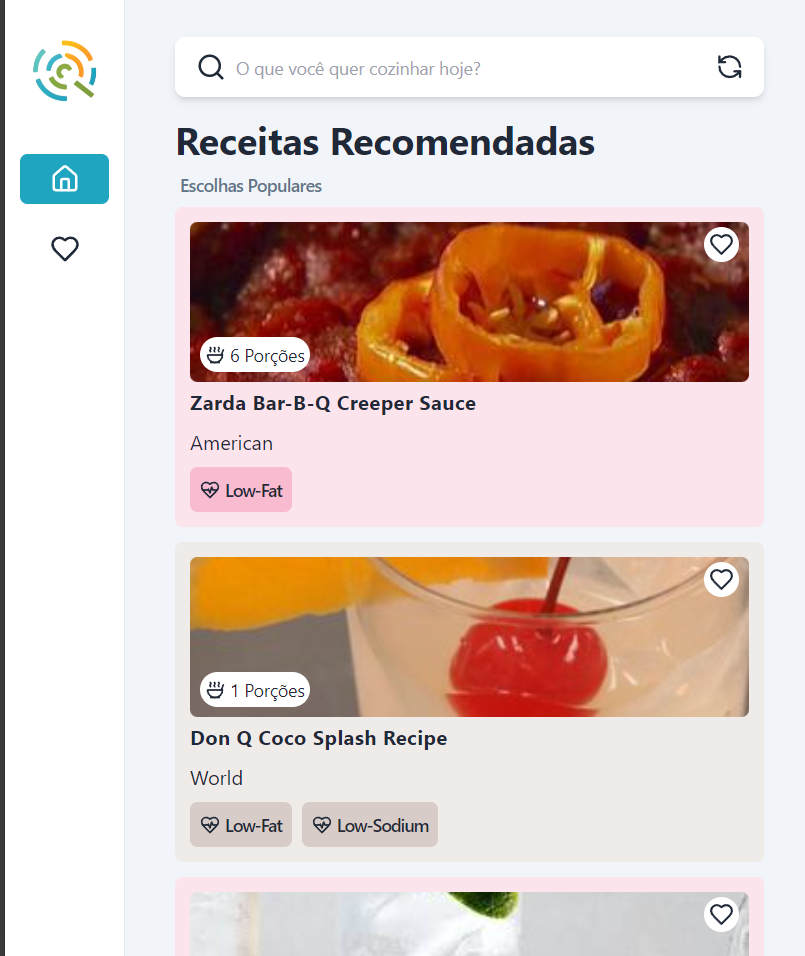 O que você quer cozinhar hoje?
Receitas Recomendadas
Escolhas Populares
6 Porções
Zarda Bar-B-Q Creeper Sauce
American
Low-Fat
1 Porções
Don Q Coco Splash Recipe
World
Low-Fat Low-Sodium